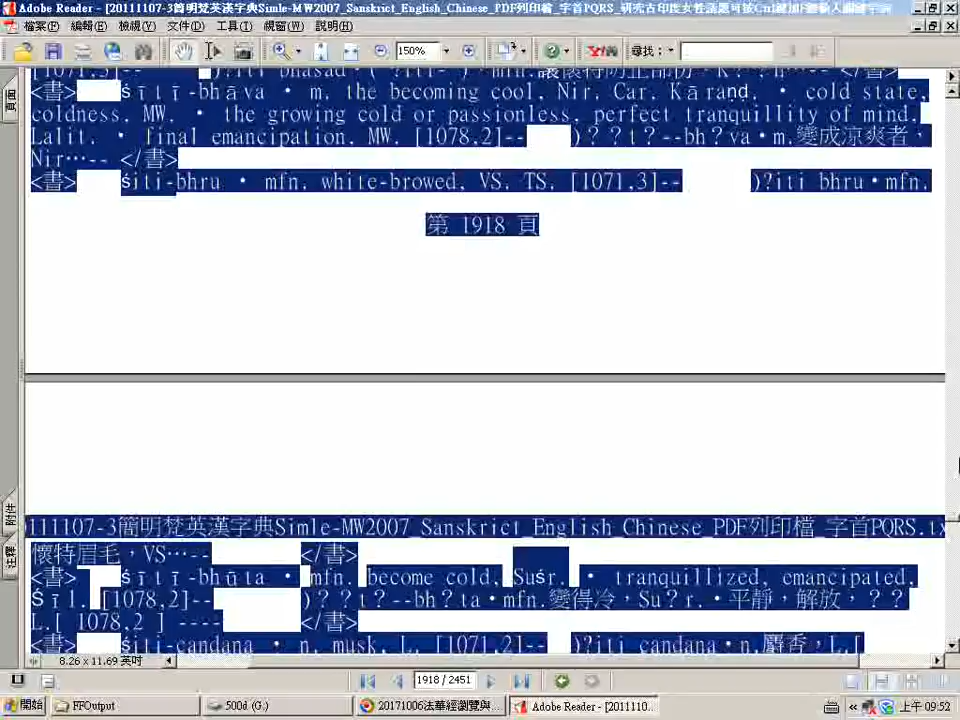 Adobe Reader - [20111107-3簡明梵英漢字典Simle-MW2007_Sanskrict_English_Chinese_PDF列印檔_字首PQRS_研究古印度女性話題可按Ctrl鍵加F鍵輸入關鍵字
檔案(F) 編輯(E) 檢視(V) 文件(D) 工具(T) 視窗(W) 說明(H)
150% 尋找：
頁面
[1071,3]-- )?iti bhasad‧(
<書> śītī-bhāva ‧ m. the becoming cool, Nir. Car. Kāraṇḍ. ‧ cold state,
coldness, MW. ‧ the growing cold or passionless, perfect tranquillity of mind,
Lalit. ‧ final emancipation, MW. [1078,2]-- )??t?--bh?va‧m.變成涼爽者，
Nir…-- </書>
<書> śiti-bhru ‧ mfn. white-browed, VS. TS. [1071,3]-- )?iti bhru‧mfn.
第 1918 頁
附件
注釋
111107-3簡明梵英漢字典Simle-MW2007_Sanskrict_English_Chinese_PDF列印檔_字首PQRS.tx
懷特眉毛，VS…-- </書>
<書> śītī-bhūta ‧ mfn. become cold, Suśr. ‧ tranquillized, emancipated,
Śīl. [1078,2]-- )??t?--bh?ta‧mfn.變得冷，Su?r.‧平靜，解放，??
L.[ 1078,2 ] ---- </書>
<書> śiti-candana ‧ n. musk, L. [1071,2]-- )?iti candana‧n.麝香，L.[
8.26 x 11.69 英吋
1918 / 2451
開始 FFOutput 500d (G:) 20171006法華經瀏覽與... Adobe Reader - [2011110... 上午 09:52